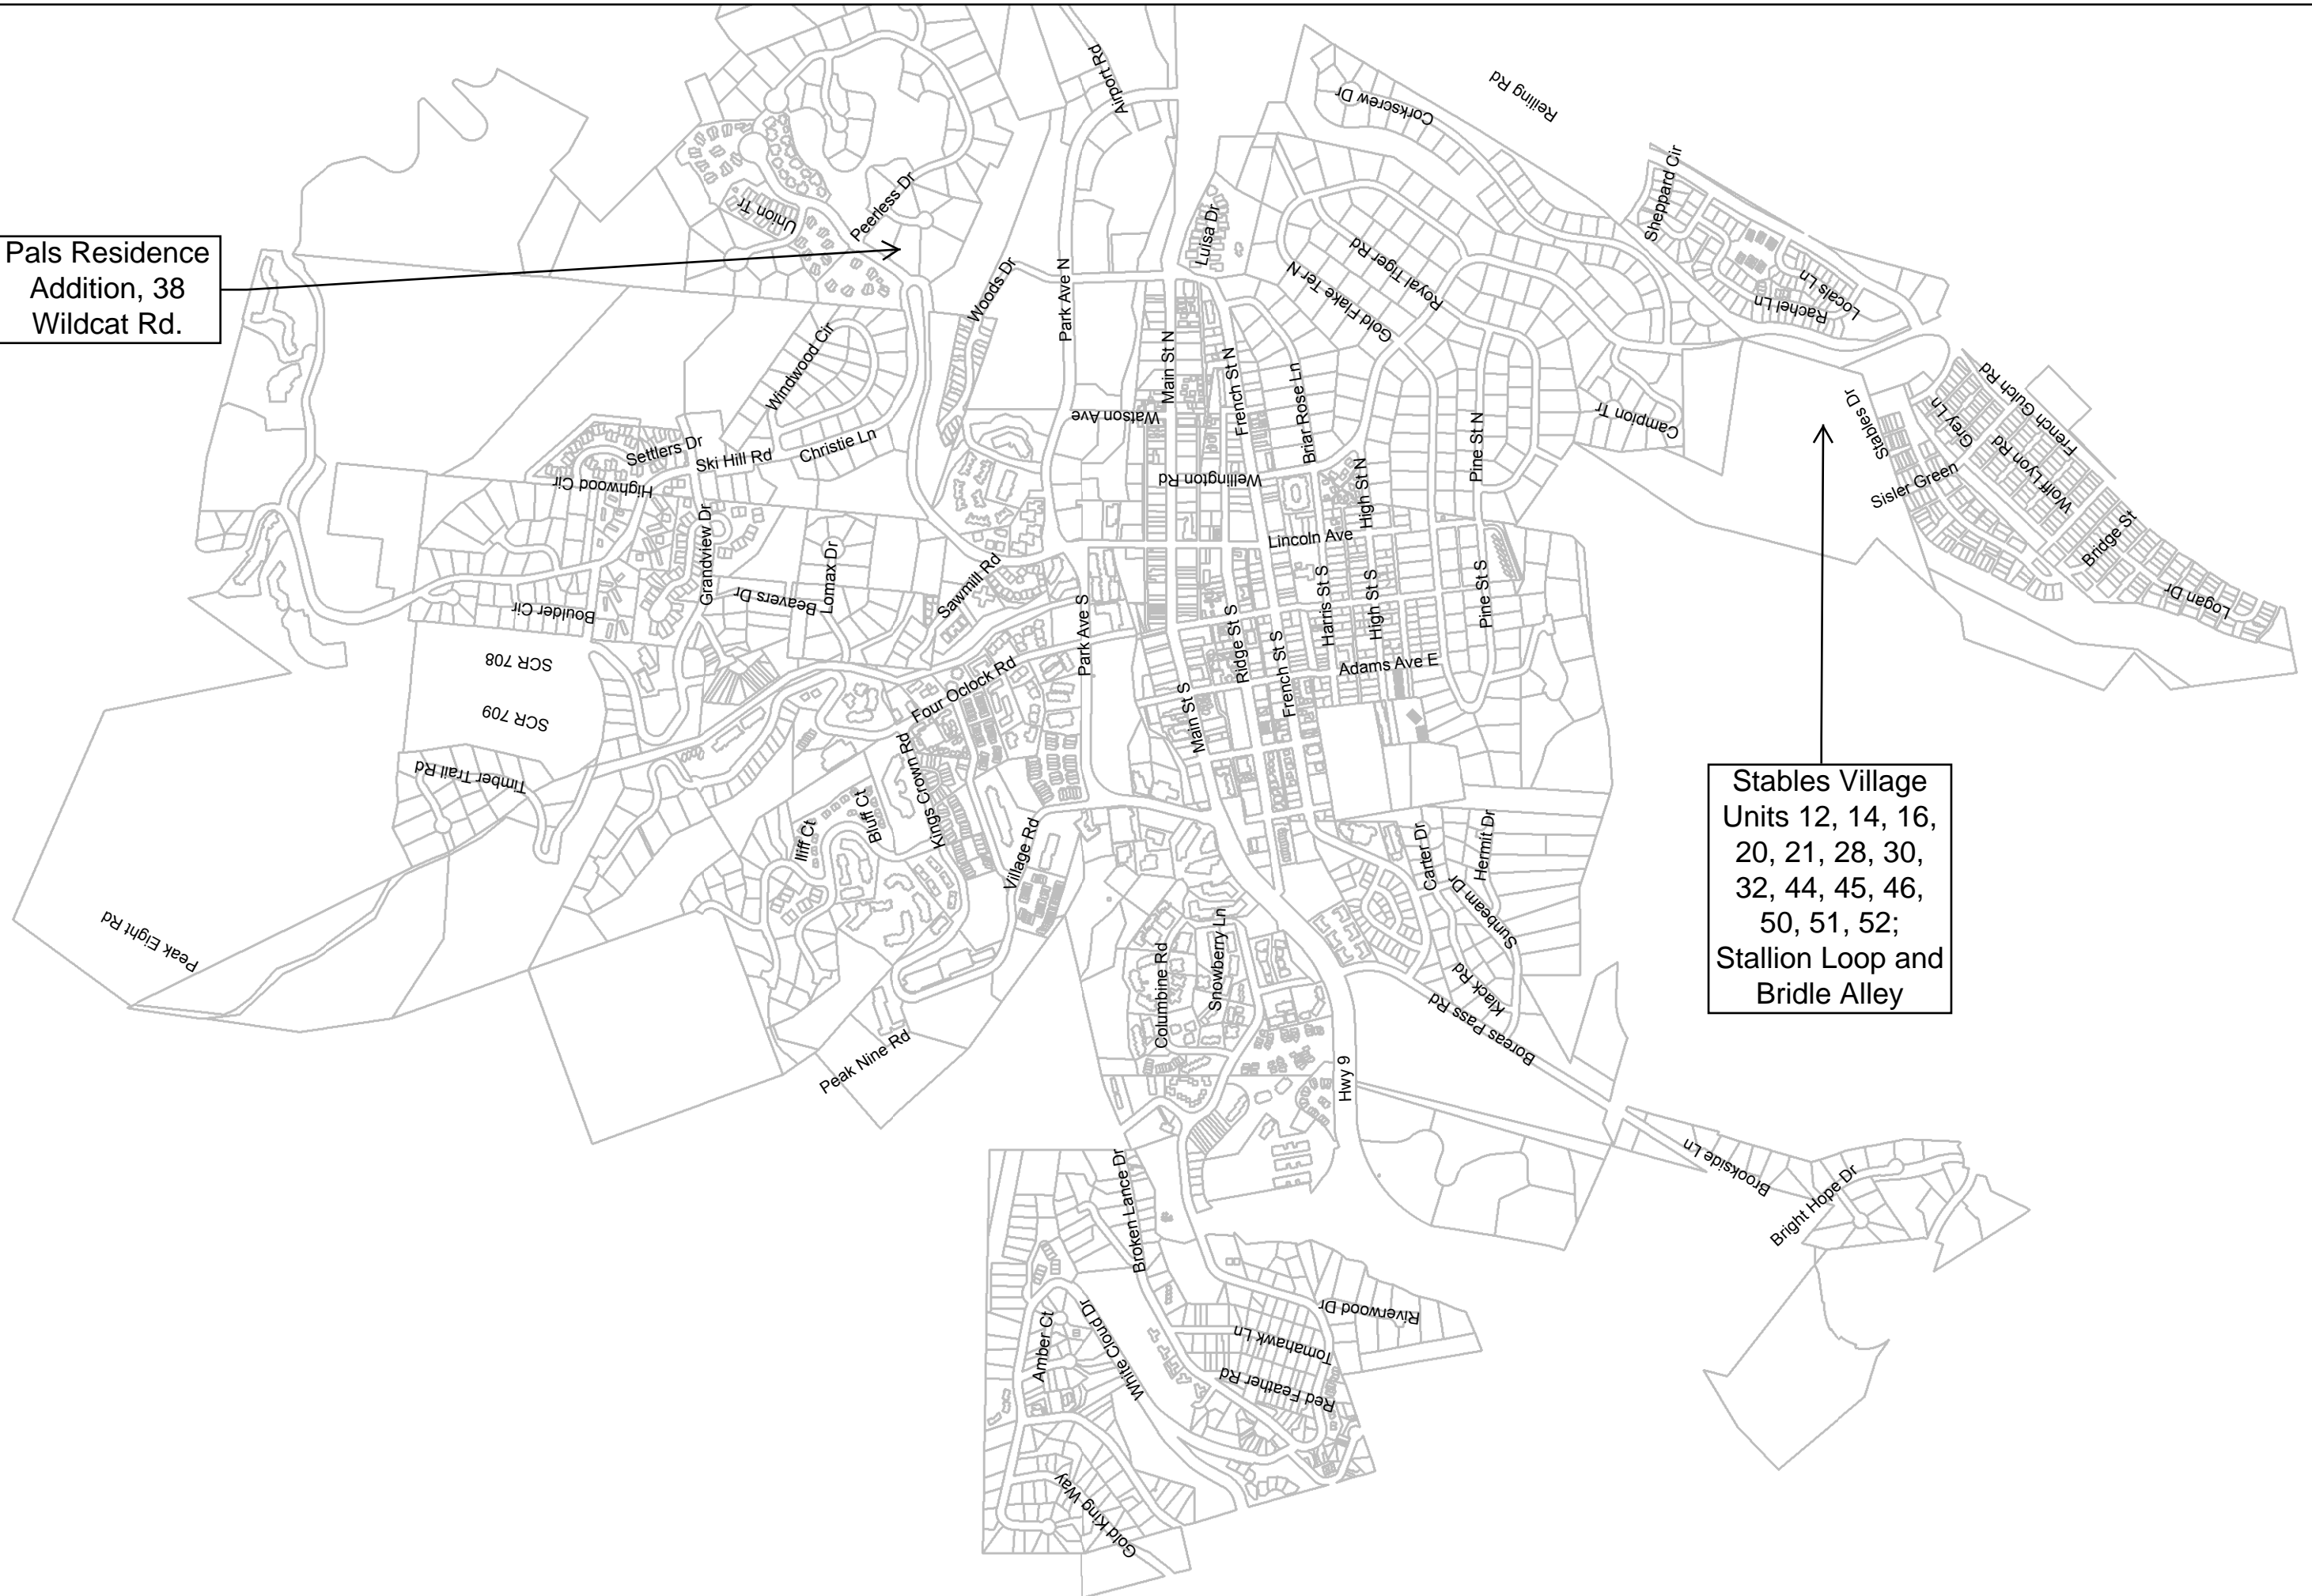 Airport Rd
Reiling Rd
Corkscrew Dr
Sheppard Cir
Peerless Dr
Union Tr
Luisa Dr
Pals Residence
Addition, 38
Wildcat Rd.
Woods Dr
Park Ave N
Royal Tiger Rd
Gold Flake Ter N
Locals Ln
Rachel Ln
Windwood Cir
Main St N
French St N
Briar Rose Ln
Watson Ave
Campion Tr
Stables Dr
Grey Ln
French Gulch Rd
Wolff Lyon Rd
Sisler Green
Settlers Dr
Ski Hill Rd
Christie Ln
Highwood Cir
Wellington Rd
High St N
Pine St N
Grandview Dr
Lomax Dr
Lincoln Ave
Bridge St
Logan Dr
Beavers Dr
Sawmill Rd
Boulder Cir
Park Ave S
Ridge St S
Harris St S
High St S
Pine St S
SCR 708
SCR 709
Four Oclock Rd
French St S
Adams Ave E
Main St S
Timber Trail Rd
Kings Crown Rd
Bluff Ct
Iliff Ct
Village Rd
Carter Dr
Hermit Dr
Sunbeam Dr
Stables Village
Units 12, 14, 16,
20, 21, 28, 30,
32, 44, 45, 46,
50, 51, 52;
Stallion Loop and
Bridle Alley
Peak Eight Rd
Columbine Rd
Snowberry Ln
Klack Rd
Boreas Pass Rd
Peak Nine Rd
Hwy 9
Brookside Ln
Bright Hope Dr
Broken Lance Dr
Riverwood Dr
Amber Ct
White Cloud Dr
Tomahawk Ln
Red Feather Rd
Gold King Way